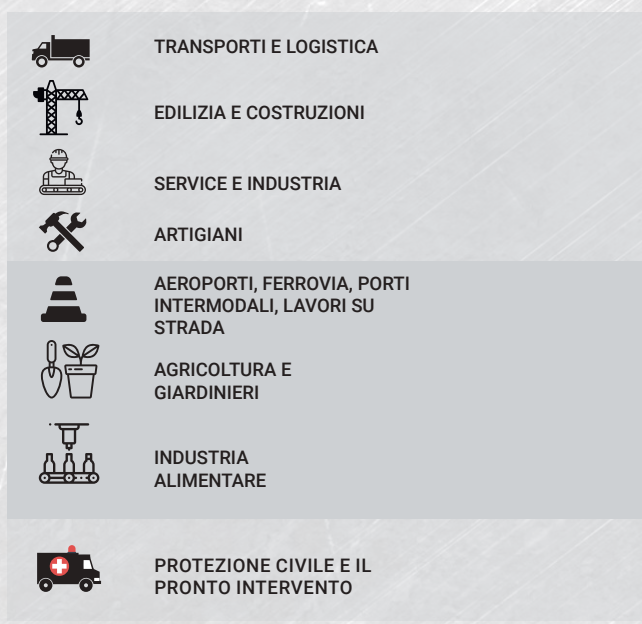 TRANSPORTI E LOGISTICA
EDILIZIA E COSTRUZIONI
SERVICE E INDUSTRIA
ARTIGIANI
AEROPORTI, FERROVIA, PORTI
INTERMODALI, LAVORI SU
STRADA
AGRICOLTURA E
GIARDINIERI
INDUSTRIA
ALIMENTARE
PROTEZIONE CIVILE E IL
PRONTO INTERVENTO